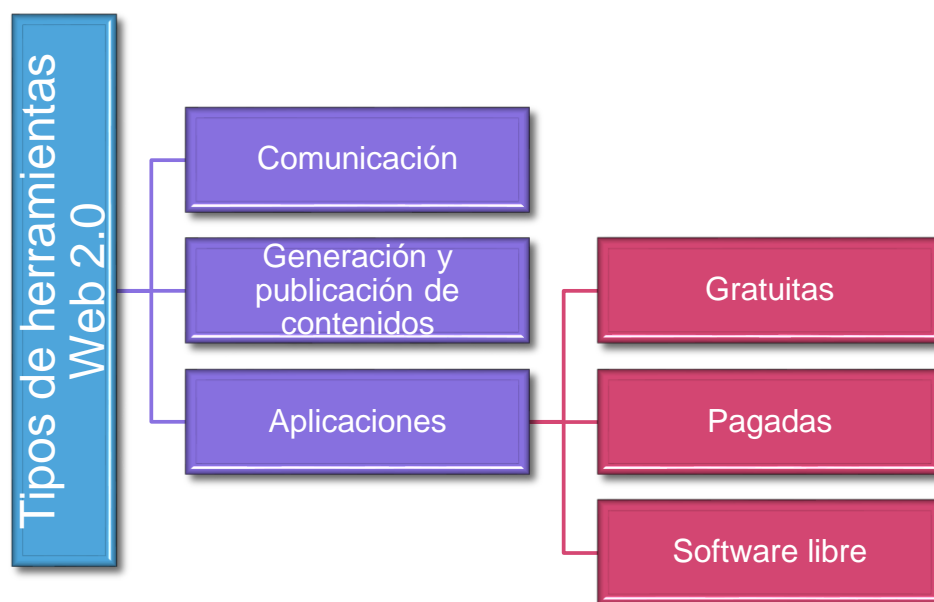 Tipos de herramientas
Web 2.0
Comunicación
Generación y
publicación de
contenidos
Aplicaciones
Gratuitas
Pagadas
Software libre